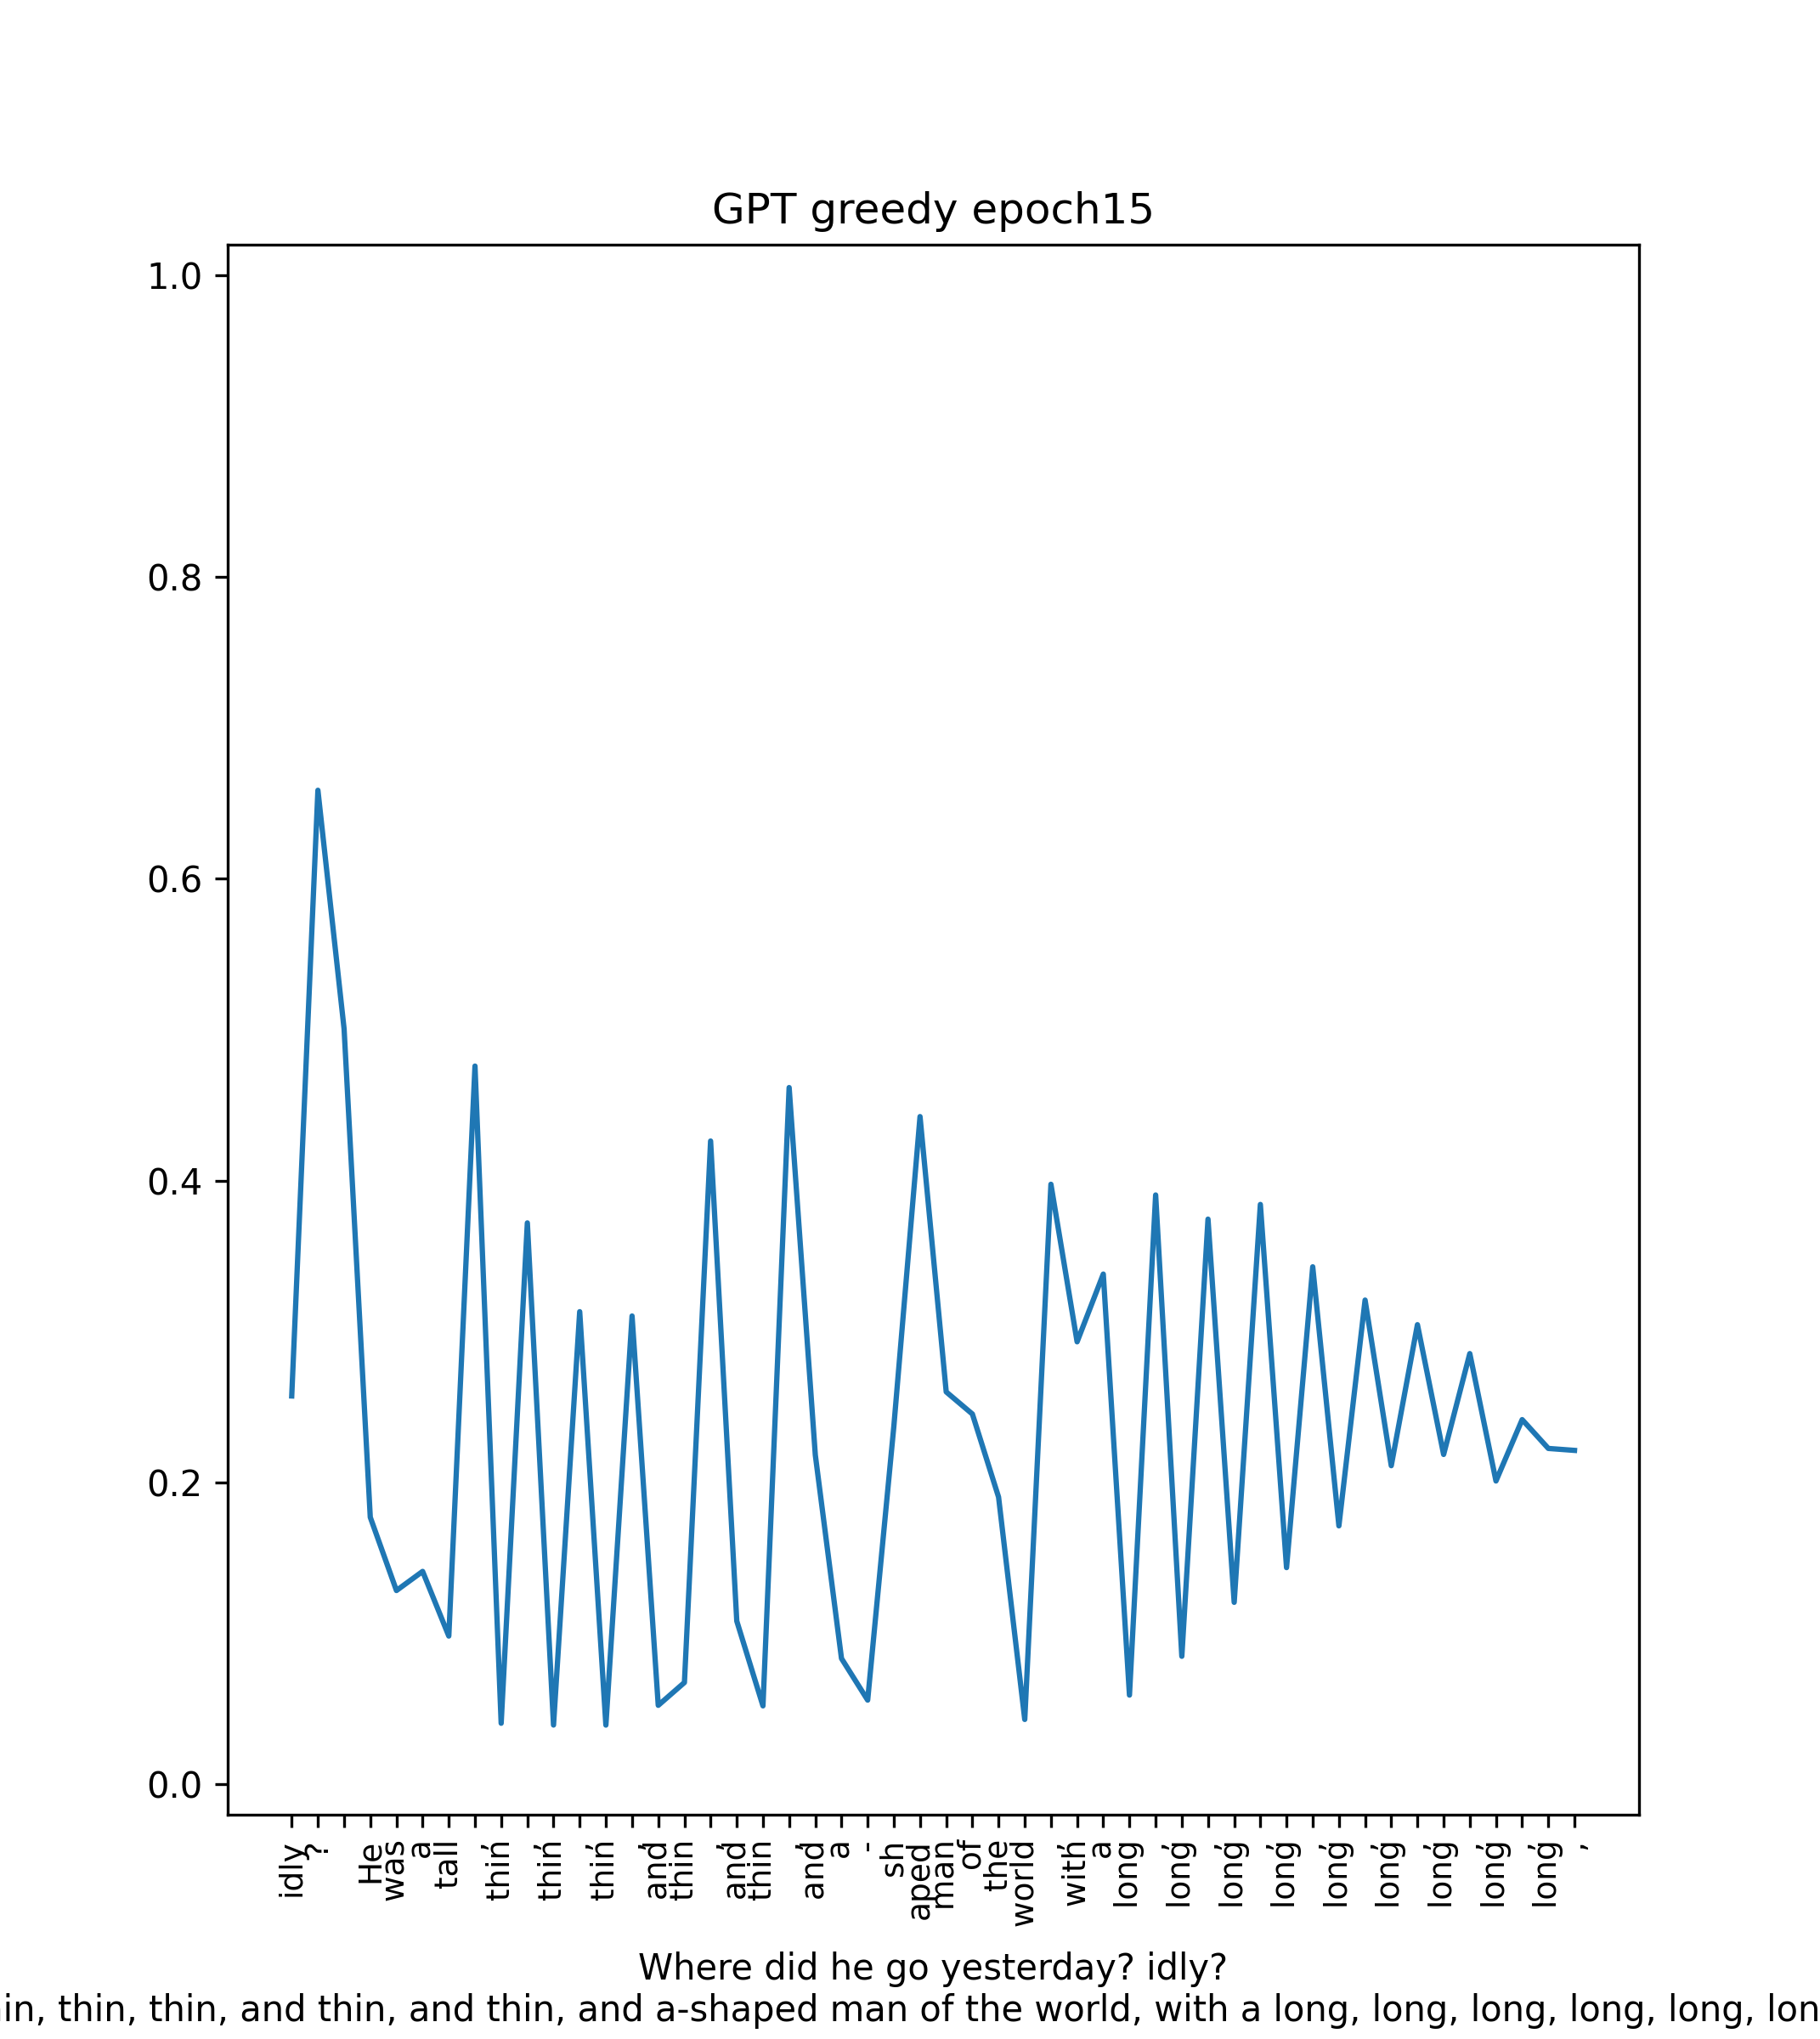 GPT greedy epoch15
1.0
0.8
0.6
0.4
0.2
0.0
idly ? He was a tall , thin , thin , thin , and thin , and thin , and a - sh aped man of the world , with a long , long , long , long , long , long , long , long , long ,
Where did he go yesterday? idly?
in, thin, thin, and thin, and thin, and a-shaped man of the world, with a long, long, long, long, long, lon